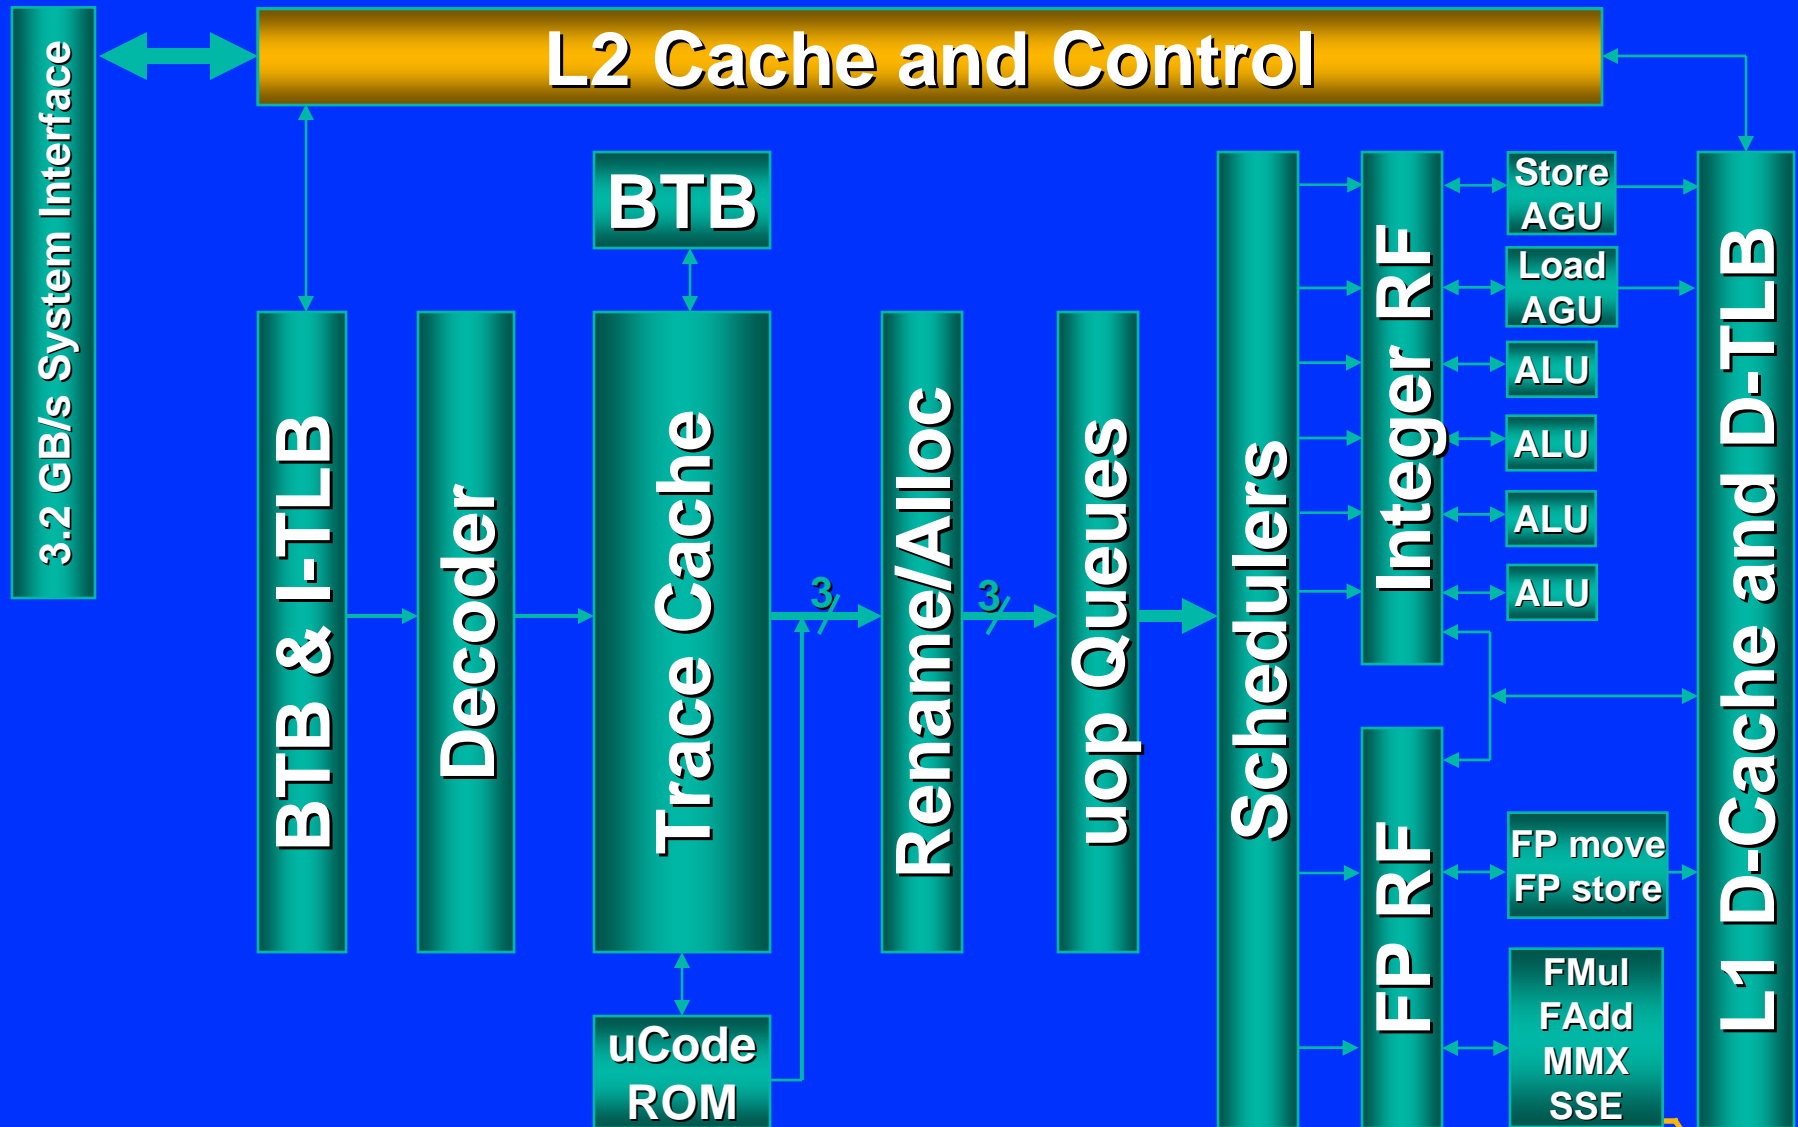 L2 Cache and Control
3.2 GB/s System Interface
BTB
BTB & I-TLB
Decoder
Trace Cache
3
Rename/Alloc
3
uop Queues
Schedulers
Integer RF
FP RF
Store
AGU
Load
AGU
ALU
ALU
ALU
ALU
FP move
FP store
FMul
FAdd
MMX
SSE
L1 D-Cache and D-TLB
uCode
ROM